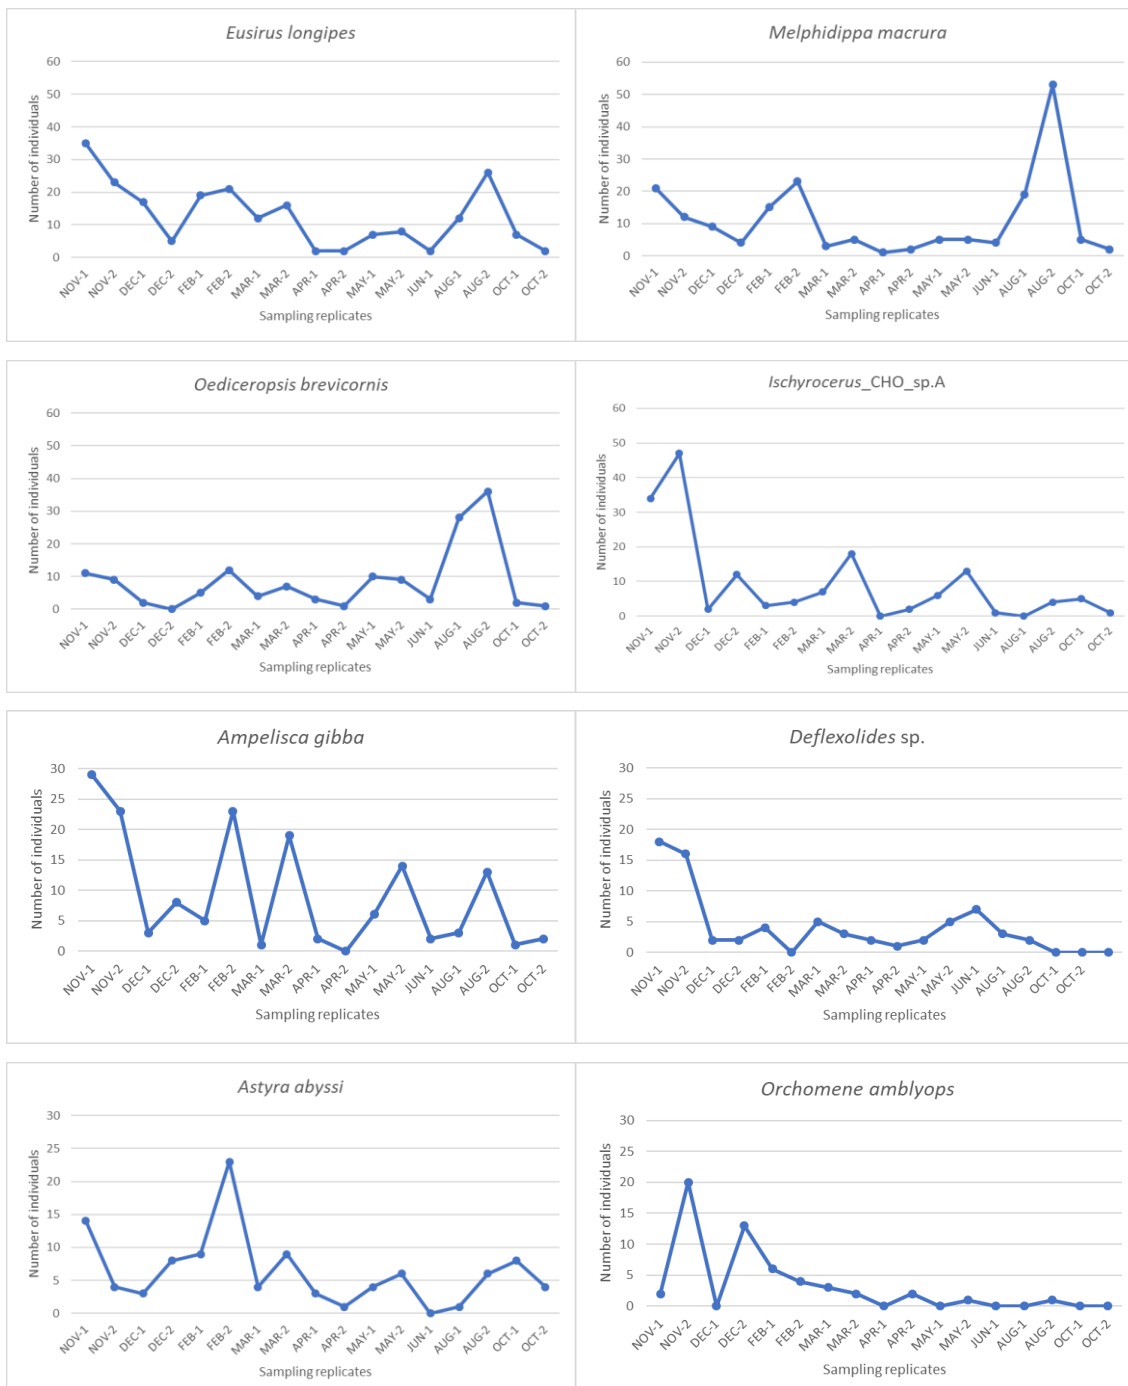 Eusirus longipes
Number of individuals
60
50
40
30
20
10
0
NOV-1 NOV-2 DEC-1 DEC-2 FEB-1 FEB-2 MAR-1 MAR-2 APR-1 APR-2 MAY-1 MAY-2 JUN-1 AUG-1 AUG-2 OCT-1 OCT-2
Sampling replicates
Melphidippa macrura
Number of individuals
60
50
40
30
20
10
0
NOV-1 NOV-2 DEC-1 DEC-2 FEB-1 FEB-2 MAR-1 MAR-2 APR-1 APR-2 MAY-1 MAY-2 JUN-1 AUG-1 AUG-2 OCT-1 OCT-2
Sampling replicates
Oediceropsis brevicornis
Number of individuals
60
50
40
30
20
10
0
NOV-1 NOV-2 DEC-1 DEC-2 FEB-1 FEB-2 MAR-1 MAR-2 APR-1 APR-2 MAY-1 MAY-2 JUN-1 AUG-1 AUG-2 OCT-1 OCT-2
Sampling replicates
Ischyrocerus_CHO_sp.A
Number of individuals
60
50
40
30
20
10
0
NOV-1 NOV-2 DEC-1 DEC-2 FEB-1 FEB-2 MAR-1 MAR-2 APR-1 APR-2 MAY-1 MAY-2 JUN-1 AUG-1 AUG-2 OCT-1 OCT-2
Sampling replicates
Ampelisca gibba
Number of individuals
30
25
20
15
10
5
0
NOV-1 NOV-2 DEC-1 DEC-2 FEB-1 FEB-2 MAR-1 MAR-2 APR-1 APR-2 MAY-1 MAY-2 JUN-1 AUG-1 AUG-2 OCT-1 OCT-2
Sampling replicates
Deflexolides sp.
Number of individuals
30
25
20
15
10
5
0
NOV-1 NOV-2 DEC-1 DEC-2 FEB-1 FEB-2 MAR-1 MAR-2 APR-1 APR-2 MAY-1 MAY-2 JUN-1 AUG-1 AUG-2 OCT-1 OCT-2
Sampling replicates
Astyra abyssi
Number of individuals
30
25
20
15
10
5
0
NOV-1 NOV-2 DEC-1 DEC-2 FEB-1 FEB-2 MAR-1 MAR-2 APR-1 APR-2 MAY-1 MAY-2 JUN-1 AUG-1 AUG-2 OCT-1 OCT-2
Sampling replicates
Orchomene amblyops
Number of individuals
30
25
20
15
10
5
0
NOV-1 NOV-2 DEC-1 DEC-2 FEB-1 FEB-2 MAR-1 MAR-2 APR-1 APR-2 MAY-1 MAY-2 JUN-1 AUG-1 AUG-2 OCT-1 OCT-2
Sampling replicates